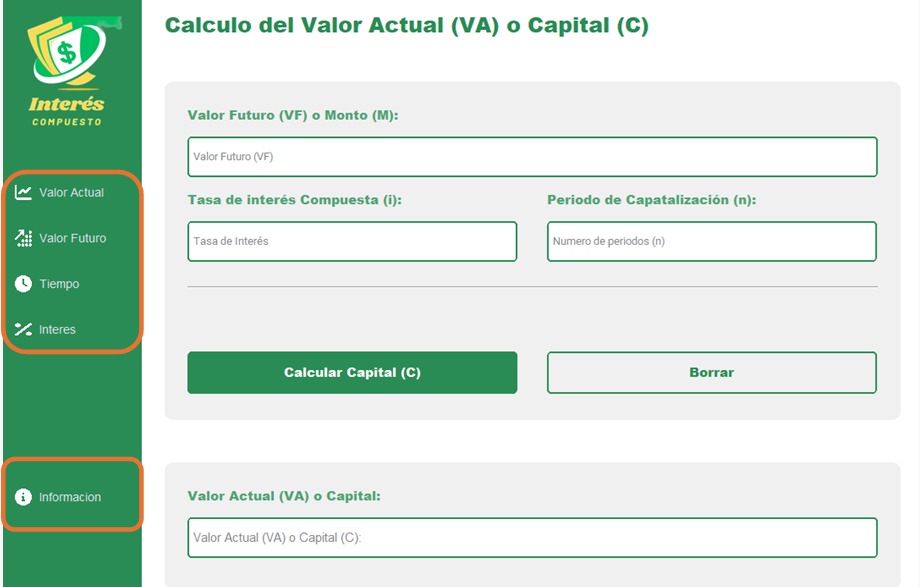 Interés
COMPUESTO
Valor Actual
Valor Futuro
Tiempo
Interes
Informacion
Calculo del Valor Actual (VA) o Capital (C)
Valor Futuro (VF) o Monto (M):
Valor Futuro (VF)
Tasa de interés Compuesta (i):
Periodo de Capatalización (n):
Tasa de Interés
Numero de periodos (n)
Calcular Capital (C)
Borrar
Valor Actual (VA) o Capital:
Valor Actual (VA) o Capital (C):